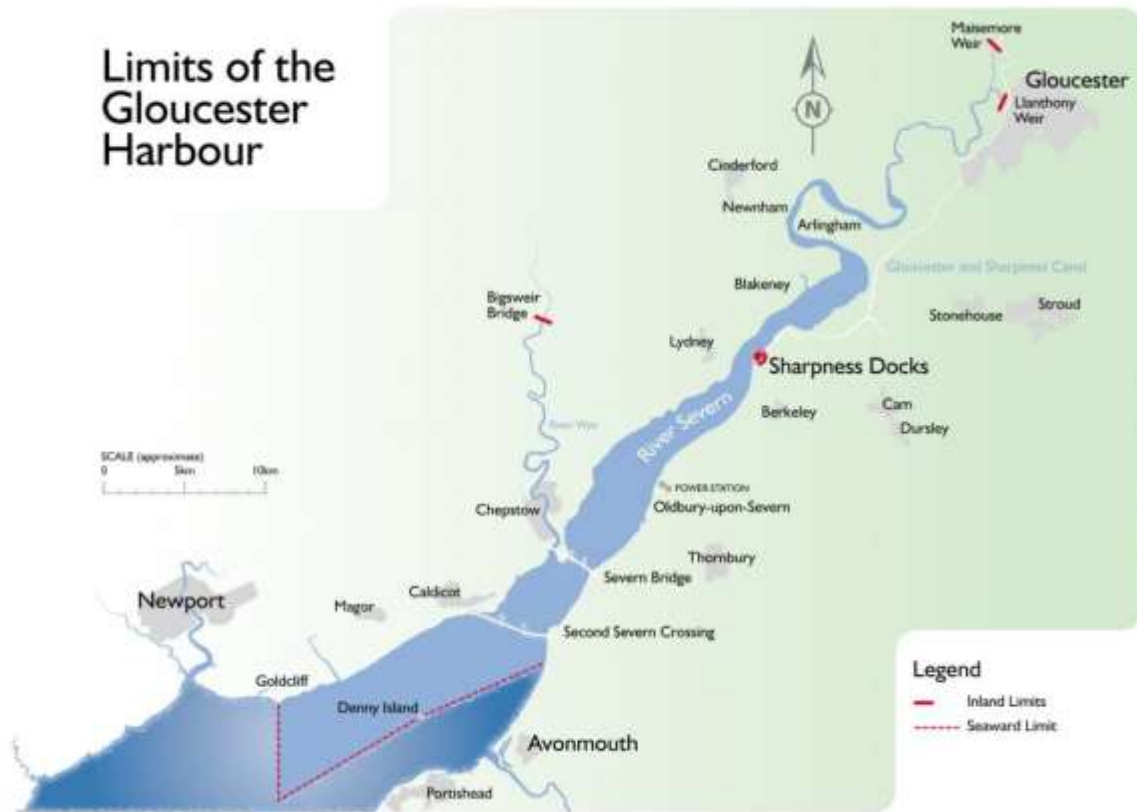 Limits of the
Gloucester
Harbour
N
Maisemore
Weir
Gloucester
Llanthony
Weir
Cinderford
Newnham
Arlingham
Gloucester and Sharpness Canal
Blakeney
Bigsweir
Bridge
Stonehouse
Stroud
Lydney
Sharpness Docks
Berkeley
Cam
Dursley
River Severn
River Wye
SCALE (approximate)
0 5km 10km
POWER STATION
Oldbury-upon-Severn
Chepstow
Thornbury
Severn Bridge
Caldicot
Magor
Newport
Second Severn Crossing
Goldcliff
Denny Island
Avonmouth
Portishead
Legend
Inland Limits
Seaward Limit